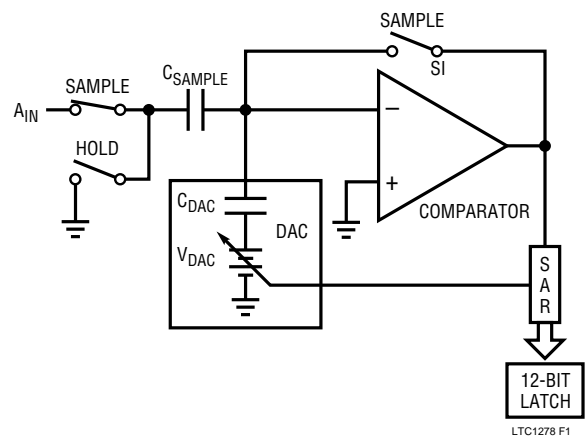 SAMPLE
SI
C_SAMPLE
SAMPLE
A_IN
HOLD
−
+
COMPARATOR
C_DAC
DAC
V_DAC
S
A
R
12-BIT
LATCH
LTC1278 F1